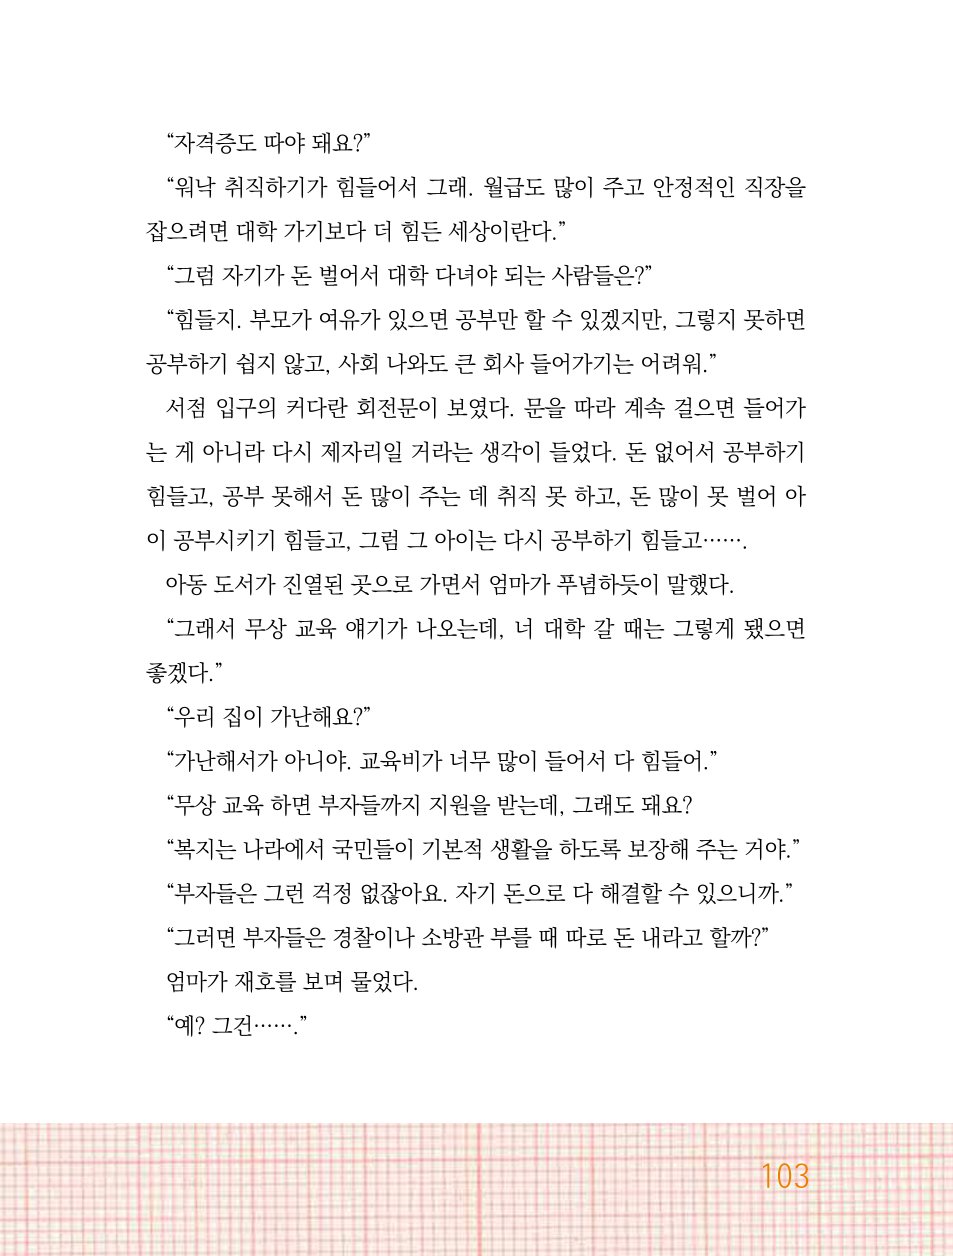 “자격증도 따야 돼요?”
“워낙 취직하기가 힘들어서 그래. 월급도 많이 주고 안정적인 직장을
잡으려면 대학 가기보다 더 힘든 세상이란다.”
“그럼 자기가 돈 벌어서 대학 다녀야 되는 사람들은?”
“힘들지. 부모가 여유가 있으면 공부만 할 수 있겠지만, 그렇지 못하면
공부하기 쉽지 않고, 사회 나와도 큰 회사 들어가기는 어려워.”
서점 입구의 커다란 회전문이 보였다. 문을 따라 계속 걸으면 들어가
는 게 아니라 다시 제자리일 거라는 생각이 들었다. 돈 없어서 공부하기
힘들고, 공부 못해서 돈 많이 주는 데 취직 못 하고, 돈 많이 못 벌어 아
이 공부시키기 힘들고, 그럼 그 아이는 다시 공부하기 힘들고…….
아동 도서가 진열된 곳으로 가면서 엄마가 푸념하듯이 말했다.
“그래서 무상 교육 얘기가 나오는데, 너 대학 갈 때는 그렇게 됐으면
좋겠다.”
“우리 집이 가난해요?”
“가난해서가 아니야. 교육비가 너무 많이 들어서 다 힘들어.”
“무상 교육 하면 부자들까지 지원을 받는데, 그래도 돼요?
“복지는 나라에서 국민들이 기본적 생활을 하도록 보장해 주는 거야.”
“부자들은 그런 걱정 없잖아요. 자기 돈으로 다 해결할 수 있으니까.”
“그러면 부자들은 경찰이나 소방관 부를 때 따로 돈 내라고 할까?”
엄마가 재호를 보며 물었다.
“예? 그건…….”
103